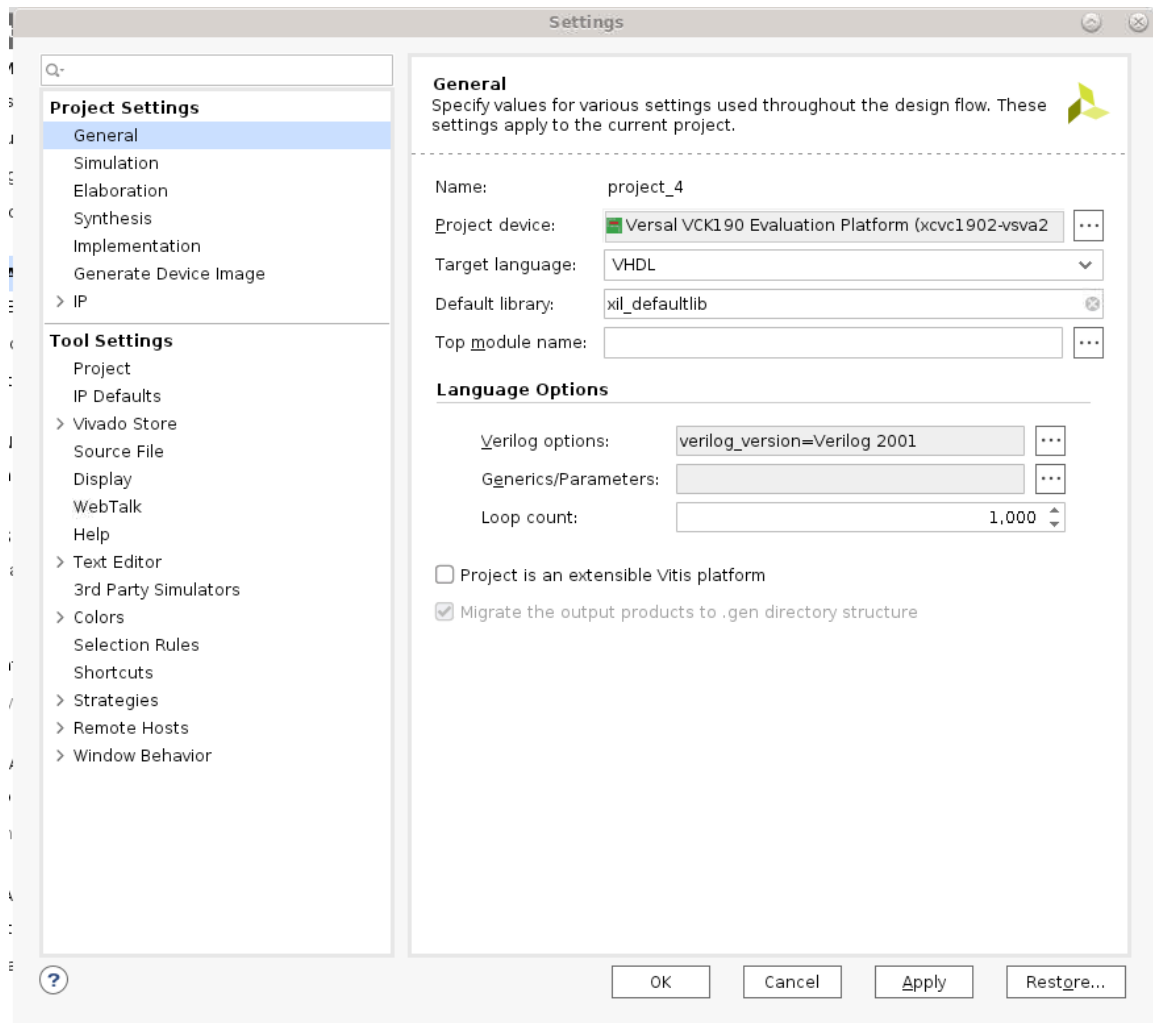 Settings
Project Settings
General
Simulation
Elaboration
Synthesis
Implementation
Generate Device Image
> IP
Tool Settings
Project
IP Defaults
> Vivado Store
Source File
Display
WebTalk
Help
> Text Editor
3rd Party Simulators
> Colors
Selection Rules
Shortcuts
> Strategies
> Remote Hosts
> Window Behavior
General
Specify values for various settings used throughout the design flow. These
settings apply to the current project.
Name: project_4
Project device: Versal VCK190 Evaluation Platform (xcvc1902-vsva2
Target language: VHDL
Default library: xil_defaultlib
Top module name:
Language Options
Verilog options: verilog_version=Verilog 2001
Generics/Parameters:
Loop count: 1,000
Project is an extensible Vitis platform
Migrate the output products to .gen directory structure
? OK Cancel Apply Restore...